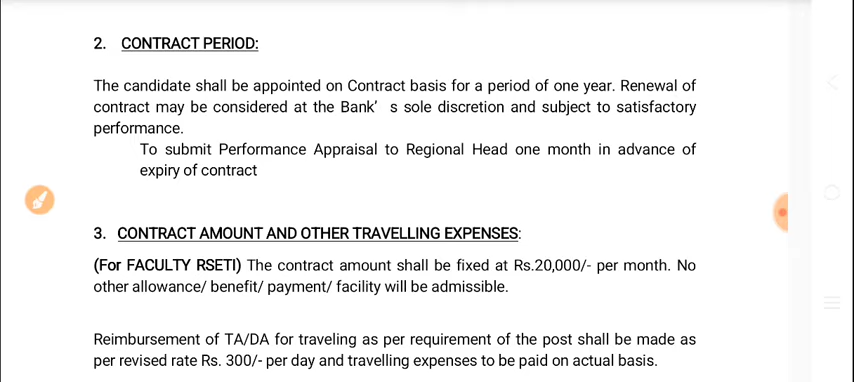 2. CONTRACT PERIOD:
The candidate shall be appointed on Contract basis for a period of one year. Renewal of
contract may be considered at the Bank' s sole discretion and subject to satisfactory
performance.
To submit Performance Appraisal to Regional Head one month in advance of
expiry of contract
3. CONTRACT AMOUNT AND OTHER TRAVELLING EXPENSES:
(For FACULTY RSETI) The contract amount shall be fixed at Rs.20,000/- per month. No
other allowance/ benefit/ payment/ facility will be admissible.
Reimbursement of TA/DA for traveling as per requirement of the post shall be made as
per revised rate Rs. 300/- per day and travelling expenses to be paid on actual basis.